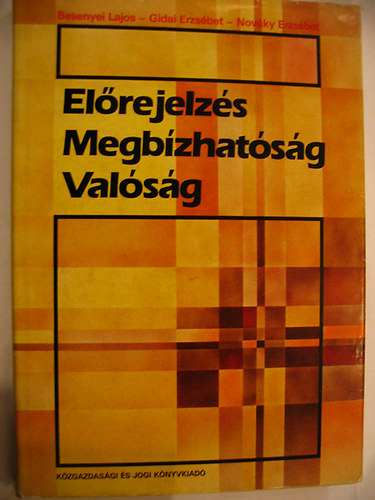 Besenyei Lajos – Gidai Erzsébet – Nováky Erzsébet
Előrejelzés
Megbízhatóság
Valóság
KÖZGAZDASÁGI ÉS JOGI KÖNYVKIADÓ